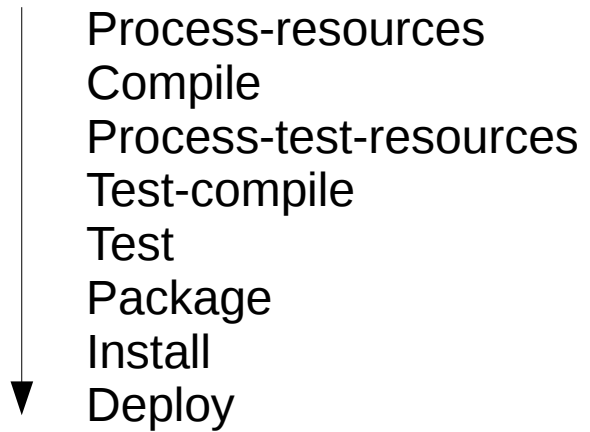 Process-resources
Compile
Process-test-resources
Test-compile
Test
Package
Install
Deploy